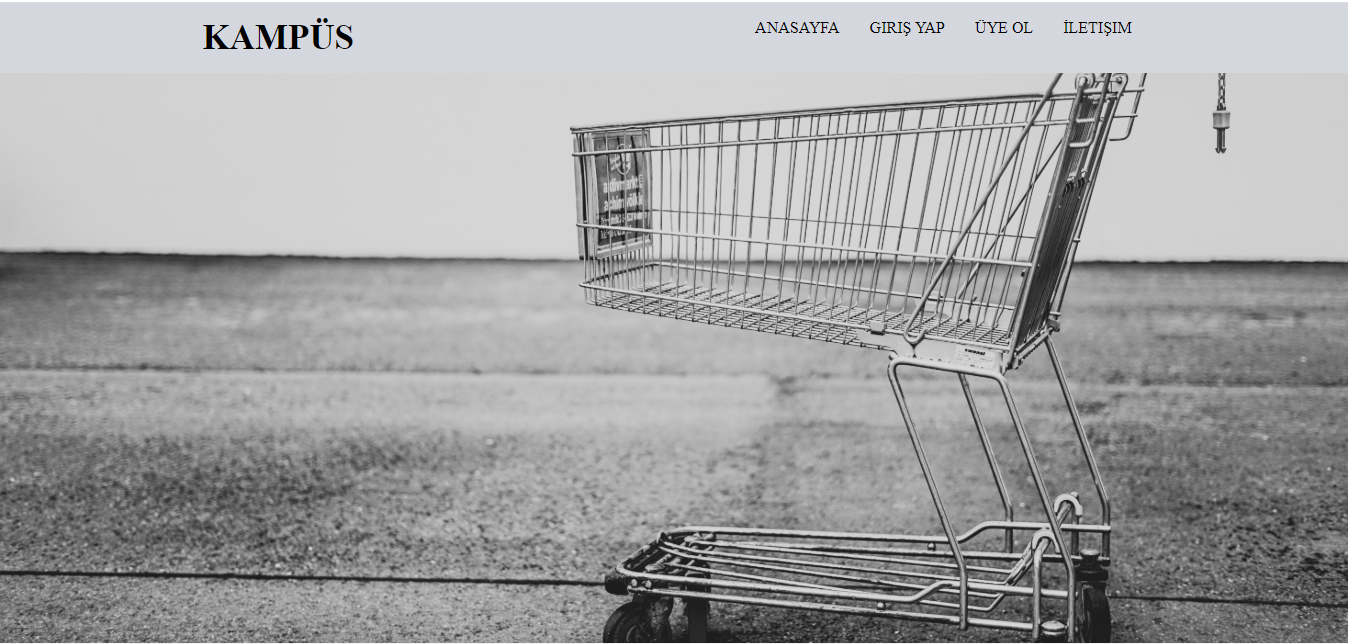 KAMPÜS
ANASAYFA GIRIŞ YAP ÜYE OL İLETIŞIM